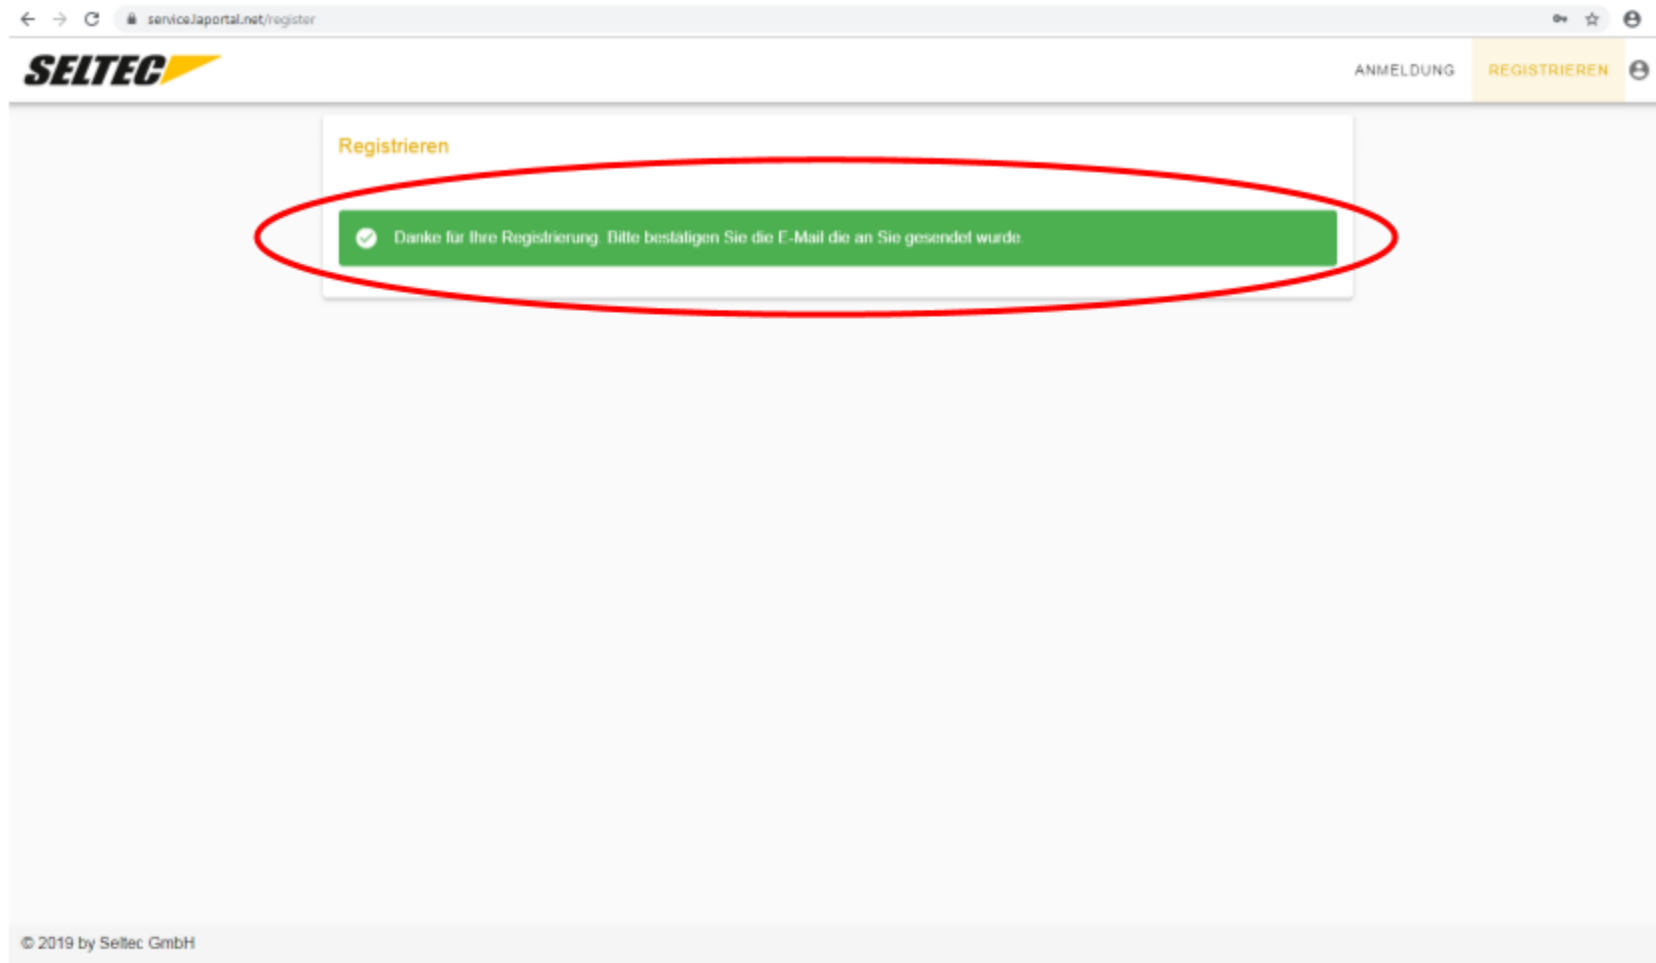 service.laportal.net/register
SELTEC
ANMELDUNG REGISTRIEREN
Registrieren
Danke für Ihre Registrierung. Bitte bestätigen Sie die E-Mail die an Sie gesendet wurde.
© 2019 by Seltec GmbH